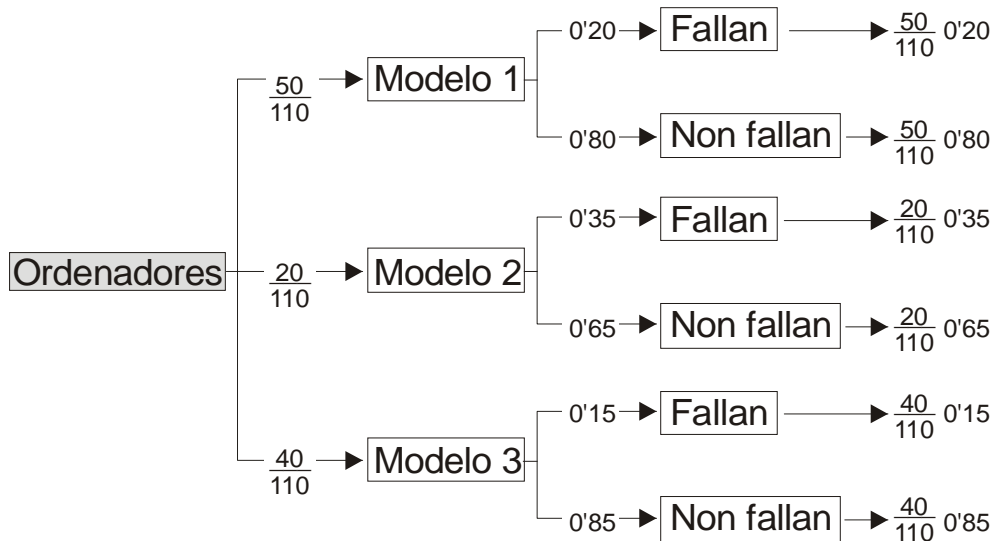 0'20 Fallan 50/110 0'20
50/110 Modelo 1
0'80 Non fallan 50/110 0'80
0'35 Fallan 20/110 0'35
Ordenadores 20/110 Modelo 2
0'65 Non fallan 20/110 0'65
0'15 Fallan 40/110 0'15
40/110 Modelo 3
0'85 Non fallan 40/110 0'85